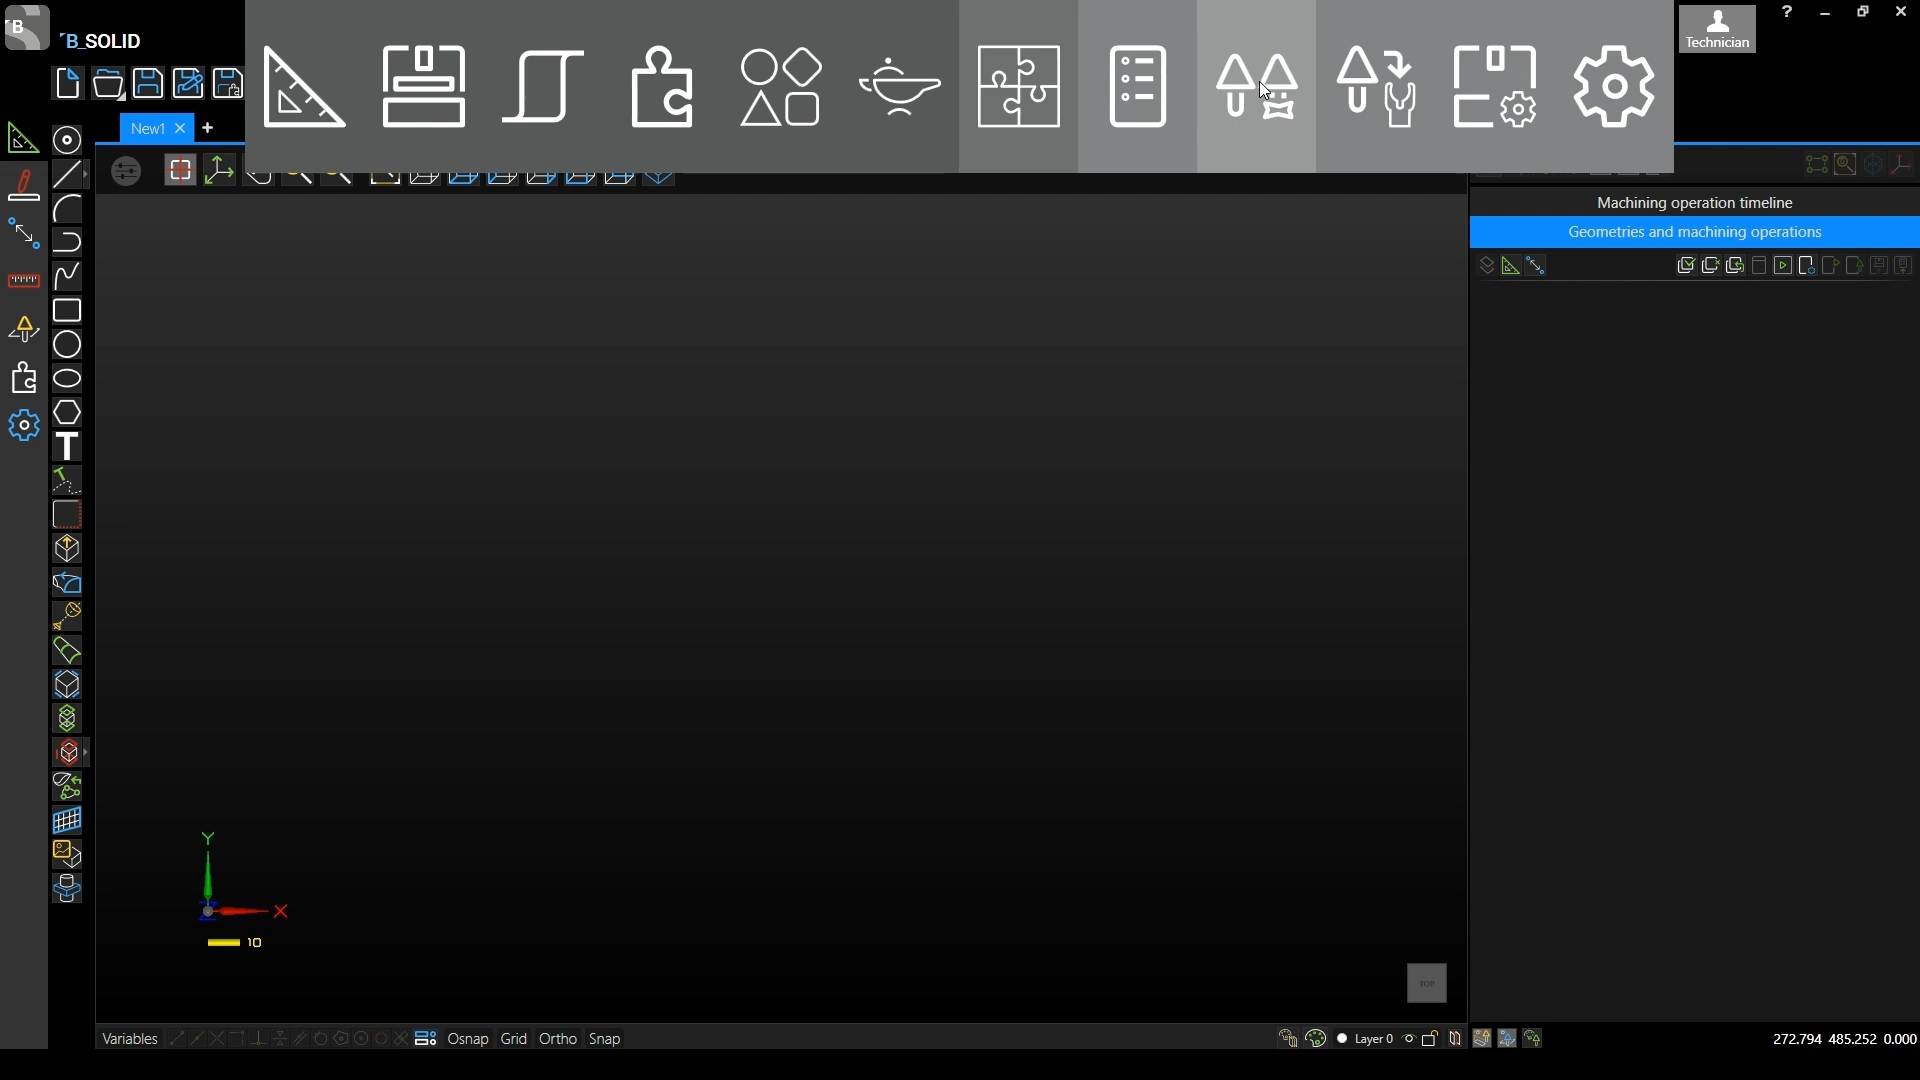 B
B_SOLID
Technician
?
New1
Machining operation timeline
Geometries and machining operations
T
T
Y
X
10
TOP
Variables Osnap Grid Ortho Snap
Layer 0
272.794 485.252 0.000